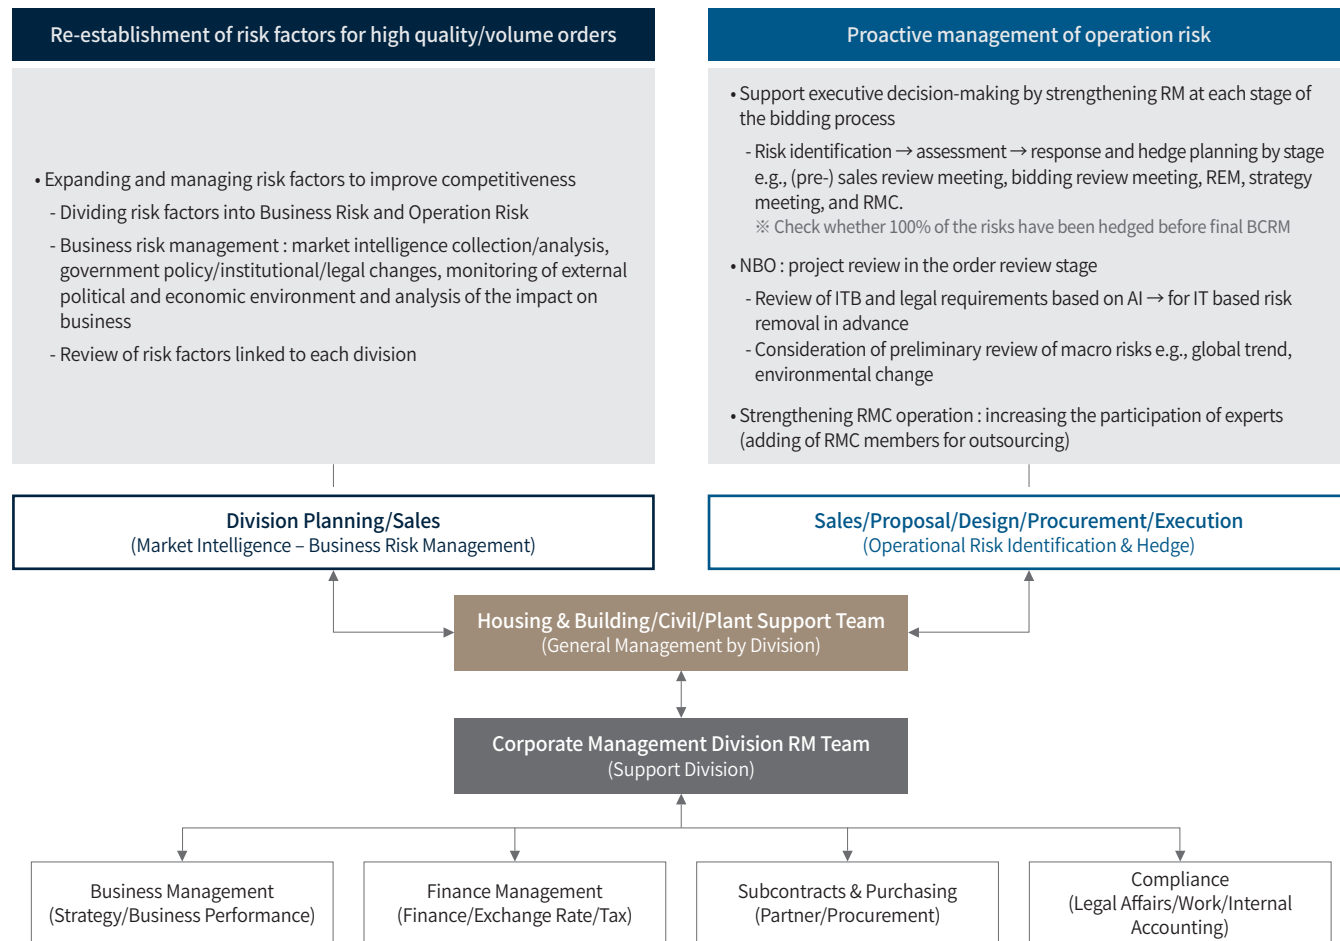 Re-establishment of risk factors for high quality/volume orders
• Expanding and managing risk factors to improve competitiveness
- Dividing risk factors into Business Risk and Operation Risk
- Business risk management : market intelligence collection/analysis,
government policy/institutional/legal changes, monitoring of external
political and economic environment and analysis of the impact on
business
- Review of risk factors linked to each division
Proactive management of operation risk
• Support executive decision-making by strengthening RM at each stage of
the bidding process
- Risk identification → assessment → response and hedge planning by stage
e.g., (pre-) sales review meeting, bidding review meeting, REM, strategy
meeting, and RMC.
※ Check whether 100% of the risks have been hedged before final BCRM
• NBO : project review in the order review stage
- Review of ITB and legal requirements based on AI → for IT based risk
removal in advance
- Consideration of preliminary review of macro risks e.g., global trend,
environmental change
• Strengthening RMC operation : increasing the participation of experts
(adding of RMC members for outsourcing)
Division Planning/Sales
(Market Intelligence – Business Risk Management)
Sales/Proposal/Design/Procurement/Execution
(Operational Risk Identification & Hedge)
Housing & Building/Civil/Plant Support Team
(General Management by Division)
Corporate Management Division RM Team
(Support Division)
Business Management
(Strategy/Business Performance)
Finance Management
(Finance/Exchange Rate/Tax)
Subcontracts & Purchasing
(Partner/Procurement)
Compliance
(Legal Affairs/Work/Internal
Accounting)